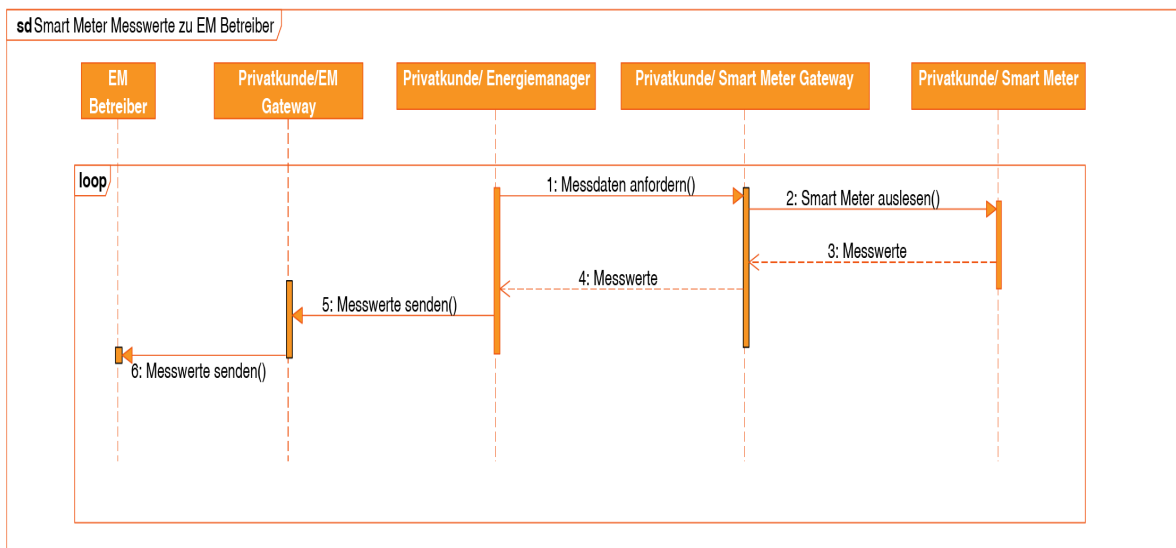 sd Smart Meter Messwerte zu EM Betreiber
EM
Betreiber
Privatkunde/EM
Gateway
Privatkunde/ Energiemanager
Privatkunde/ Smart Meter Gateway
Privatkunde/ Smart Meter
loop
1: Messdaten anfordern()
2: Smart Meter auslesen()
3: Messwerte
4: Messwerte
5: Messwerte senden()
6: Messwerte senden()